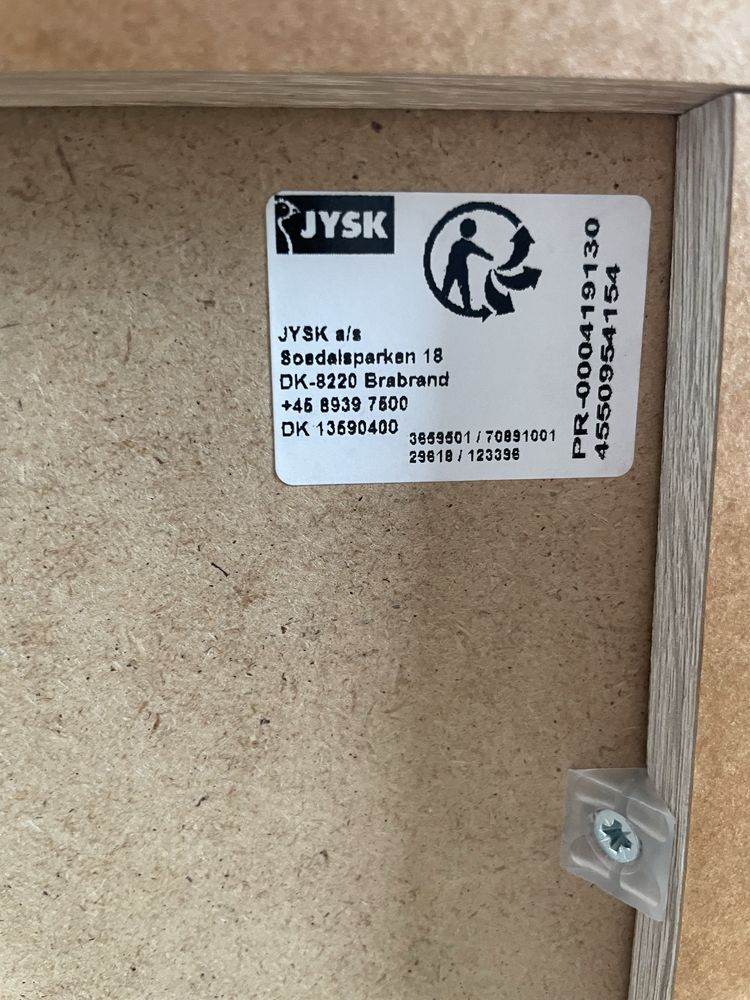 JYSK
JYSK a/s
Soedalsparken 18
DK-8220 Brabrand
+45 8939 7500
DK 13590400
3659501 / 70891001
29618 / 123396
PR-000419130
4550954154